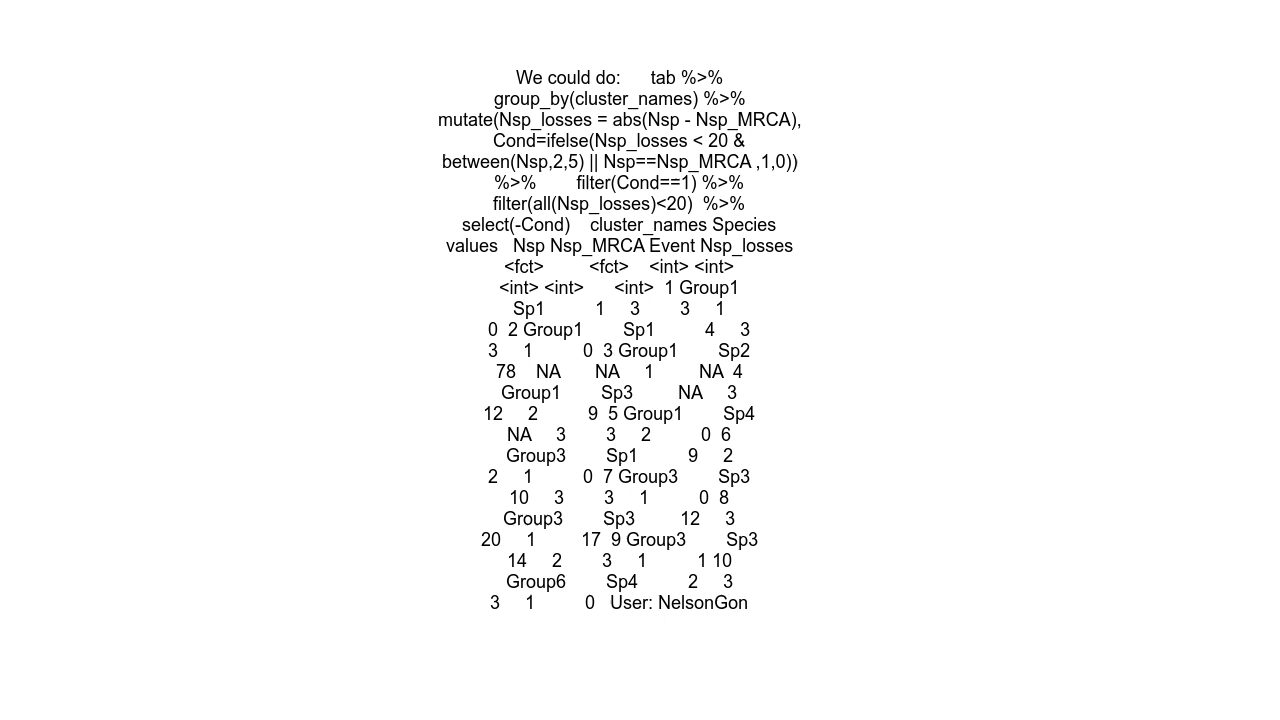 We could do:      tab %>%
group_by(cluster_names) %>%
mutate(Nsp_losses = abs(Nsp - Nsp_MRCA),
Cond=ifelse(Nsp_losses < 20 &
between(Nsp,2,5) || Nsp==Nsp_MRCA ,1,0))
%>%        filter(Cond==1) %>%
filter(all(Nsp_losses)<20)  %>%
select(-Cond)    cluster_names Species
values   Nsp Nsp_MRCA Event Nsp_losses
<fct>         <fct>    <int> <int>
<int> <int>      <int>  1 Group1
Sp1          1     3        3     1
0  2 Group1        Sp1          4     3
3     1          0  3 Group1        Sp2
78    NA       NA     1         NA  4
Group1        Sp3         NA     3
12     2          9  5 Group1        Sp4
NA     3        3     2          0  6
Group3        Sp1          9     2
2     1          0  7 Group3        Sp3
10     3        3     1          0  8
Group3        Sp3         12     3
20     1         17  9 Group3        Sp3
14     2        3     1          1 10
Group6        Sp4          2     3
3     1          0   User: NelsonGon